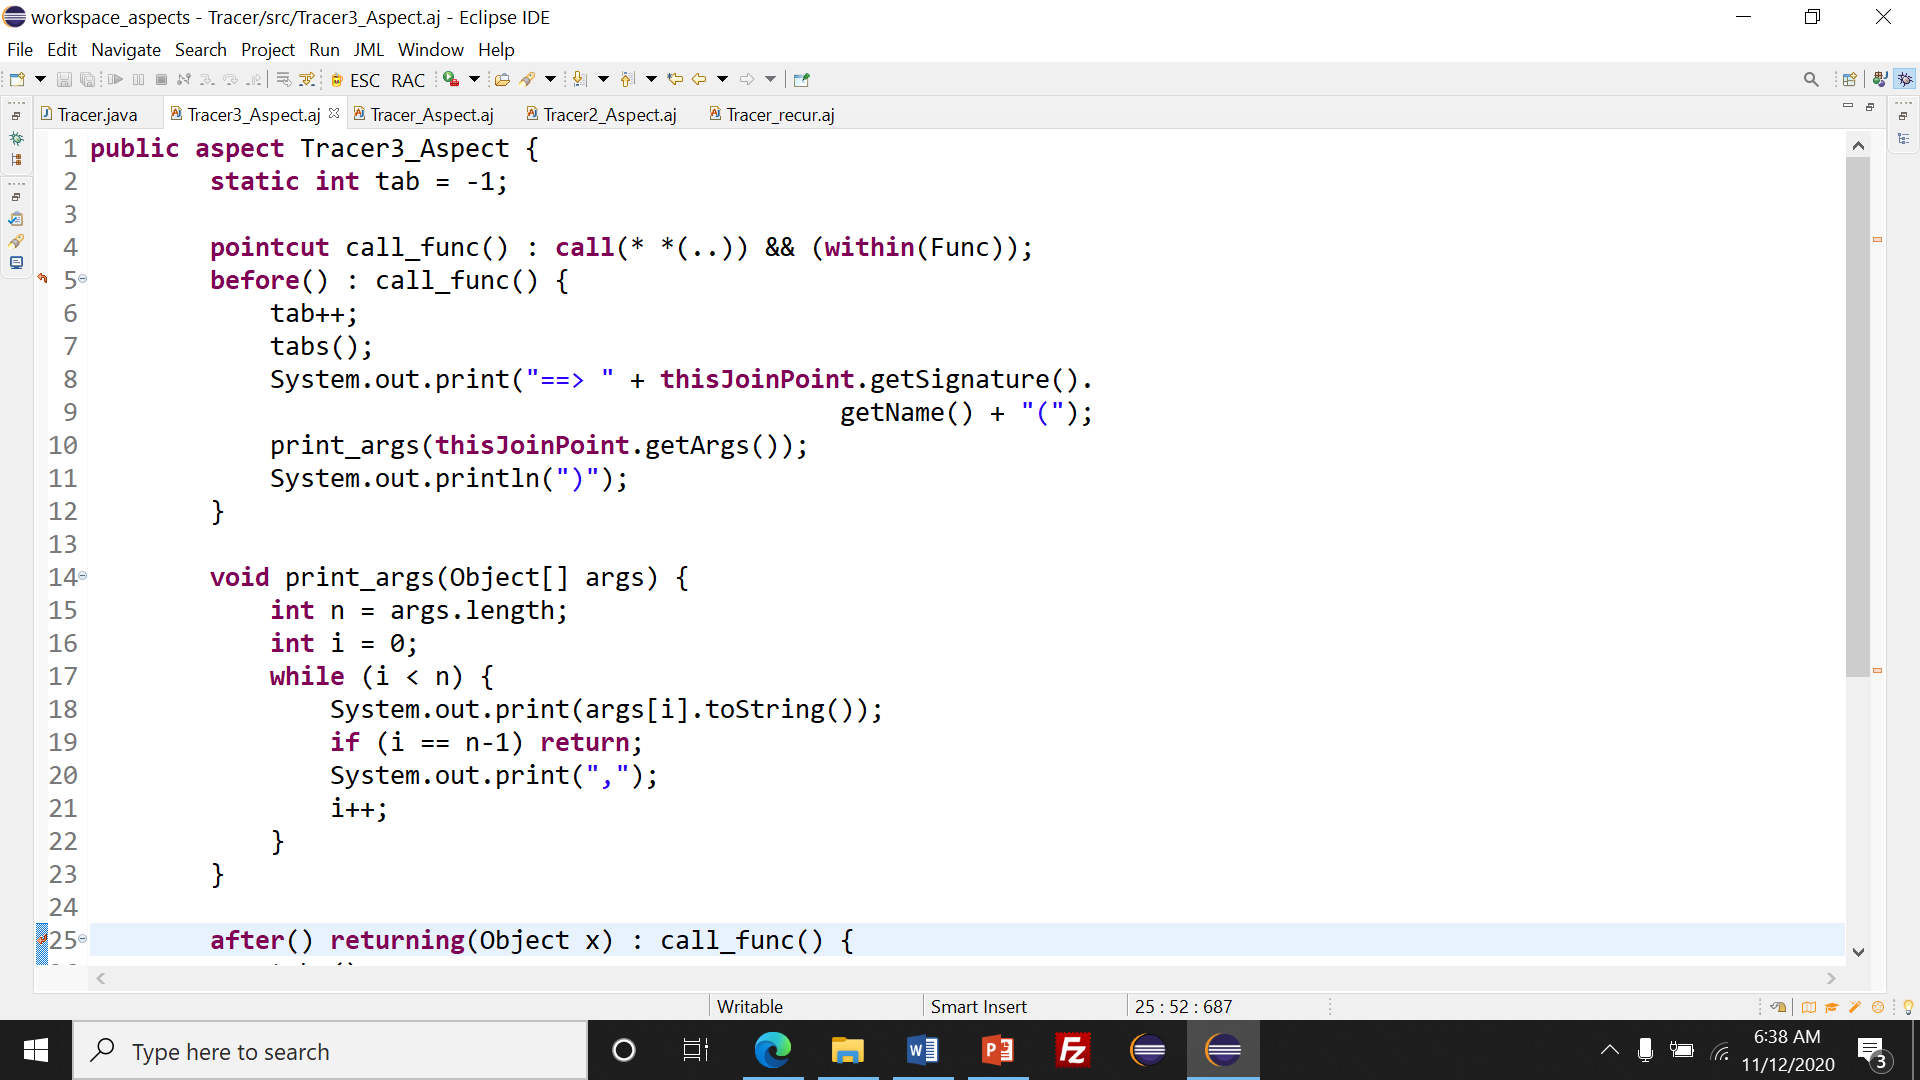 workspace_aspects - Tracer/src/Tracer3_Aspect.aj - Eclipse IDE
File Edit Navigate Search Project Run JML Window Help
ESC RAC
Tracer.java Tracer3_Aspect.aj Tracer_Aspect.aj Tracer2_Aspect.aj Tracer_recur.aj
1 public aspect Tracer3_Aspect {
2 static int tab = -1;
3
4 pointcut call_func() : call(* *(..)) && (within(Func));
5 before() : call_func() {
6 tab++;
7 tabs();
8 System.out.print("==> " + thisJoinPoint.getSignature().
9 getName() + "(");
10 print_args(thisJoinPoint.getArgs());
11 System.out.println(")");
12 }
13
14 void print_args(Object[] args) {
15 int n = args.length;
16 int i = 0;
17 while (i < n) {
18 System.out.print(args[i].toString());
19 if (i == n-1) return;
20 System.out.print(",");
21 i++;
22 }
23 }
24
25 after() returning(Object x) : call_func() {
Writable Smart Insert 25 : 52 : 687
Type here to search
6:38 AM
11/12/2020
3